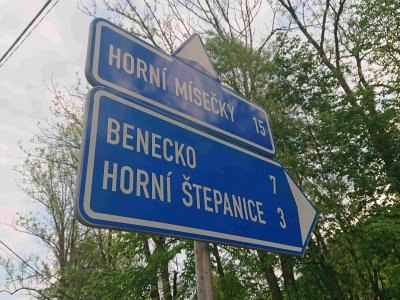 HORNÍ MÍSEČKY 15
BENECKO 7
HORNÍ ŠTEPANICE 3